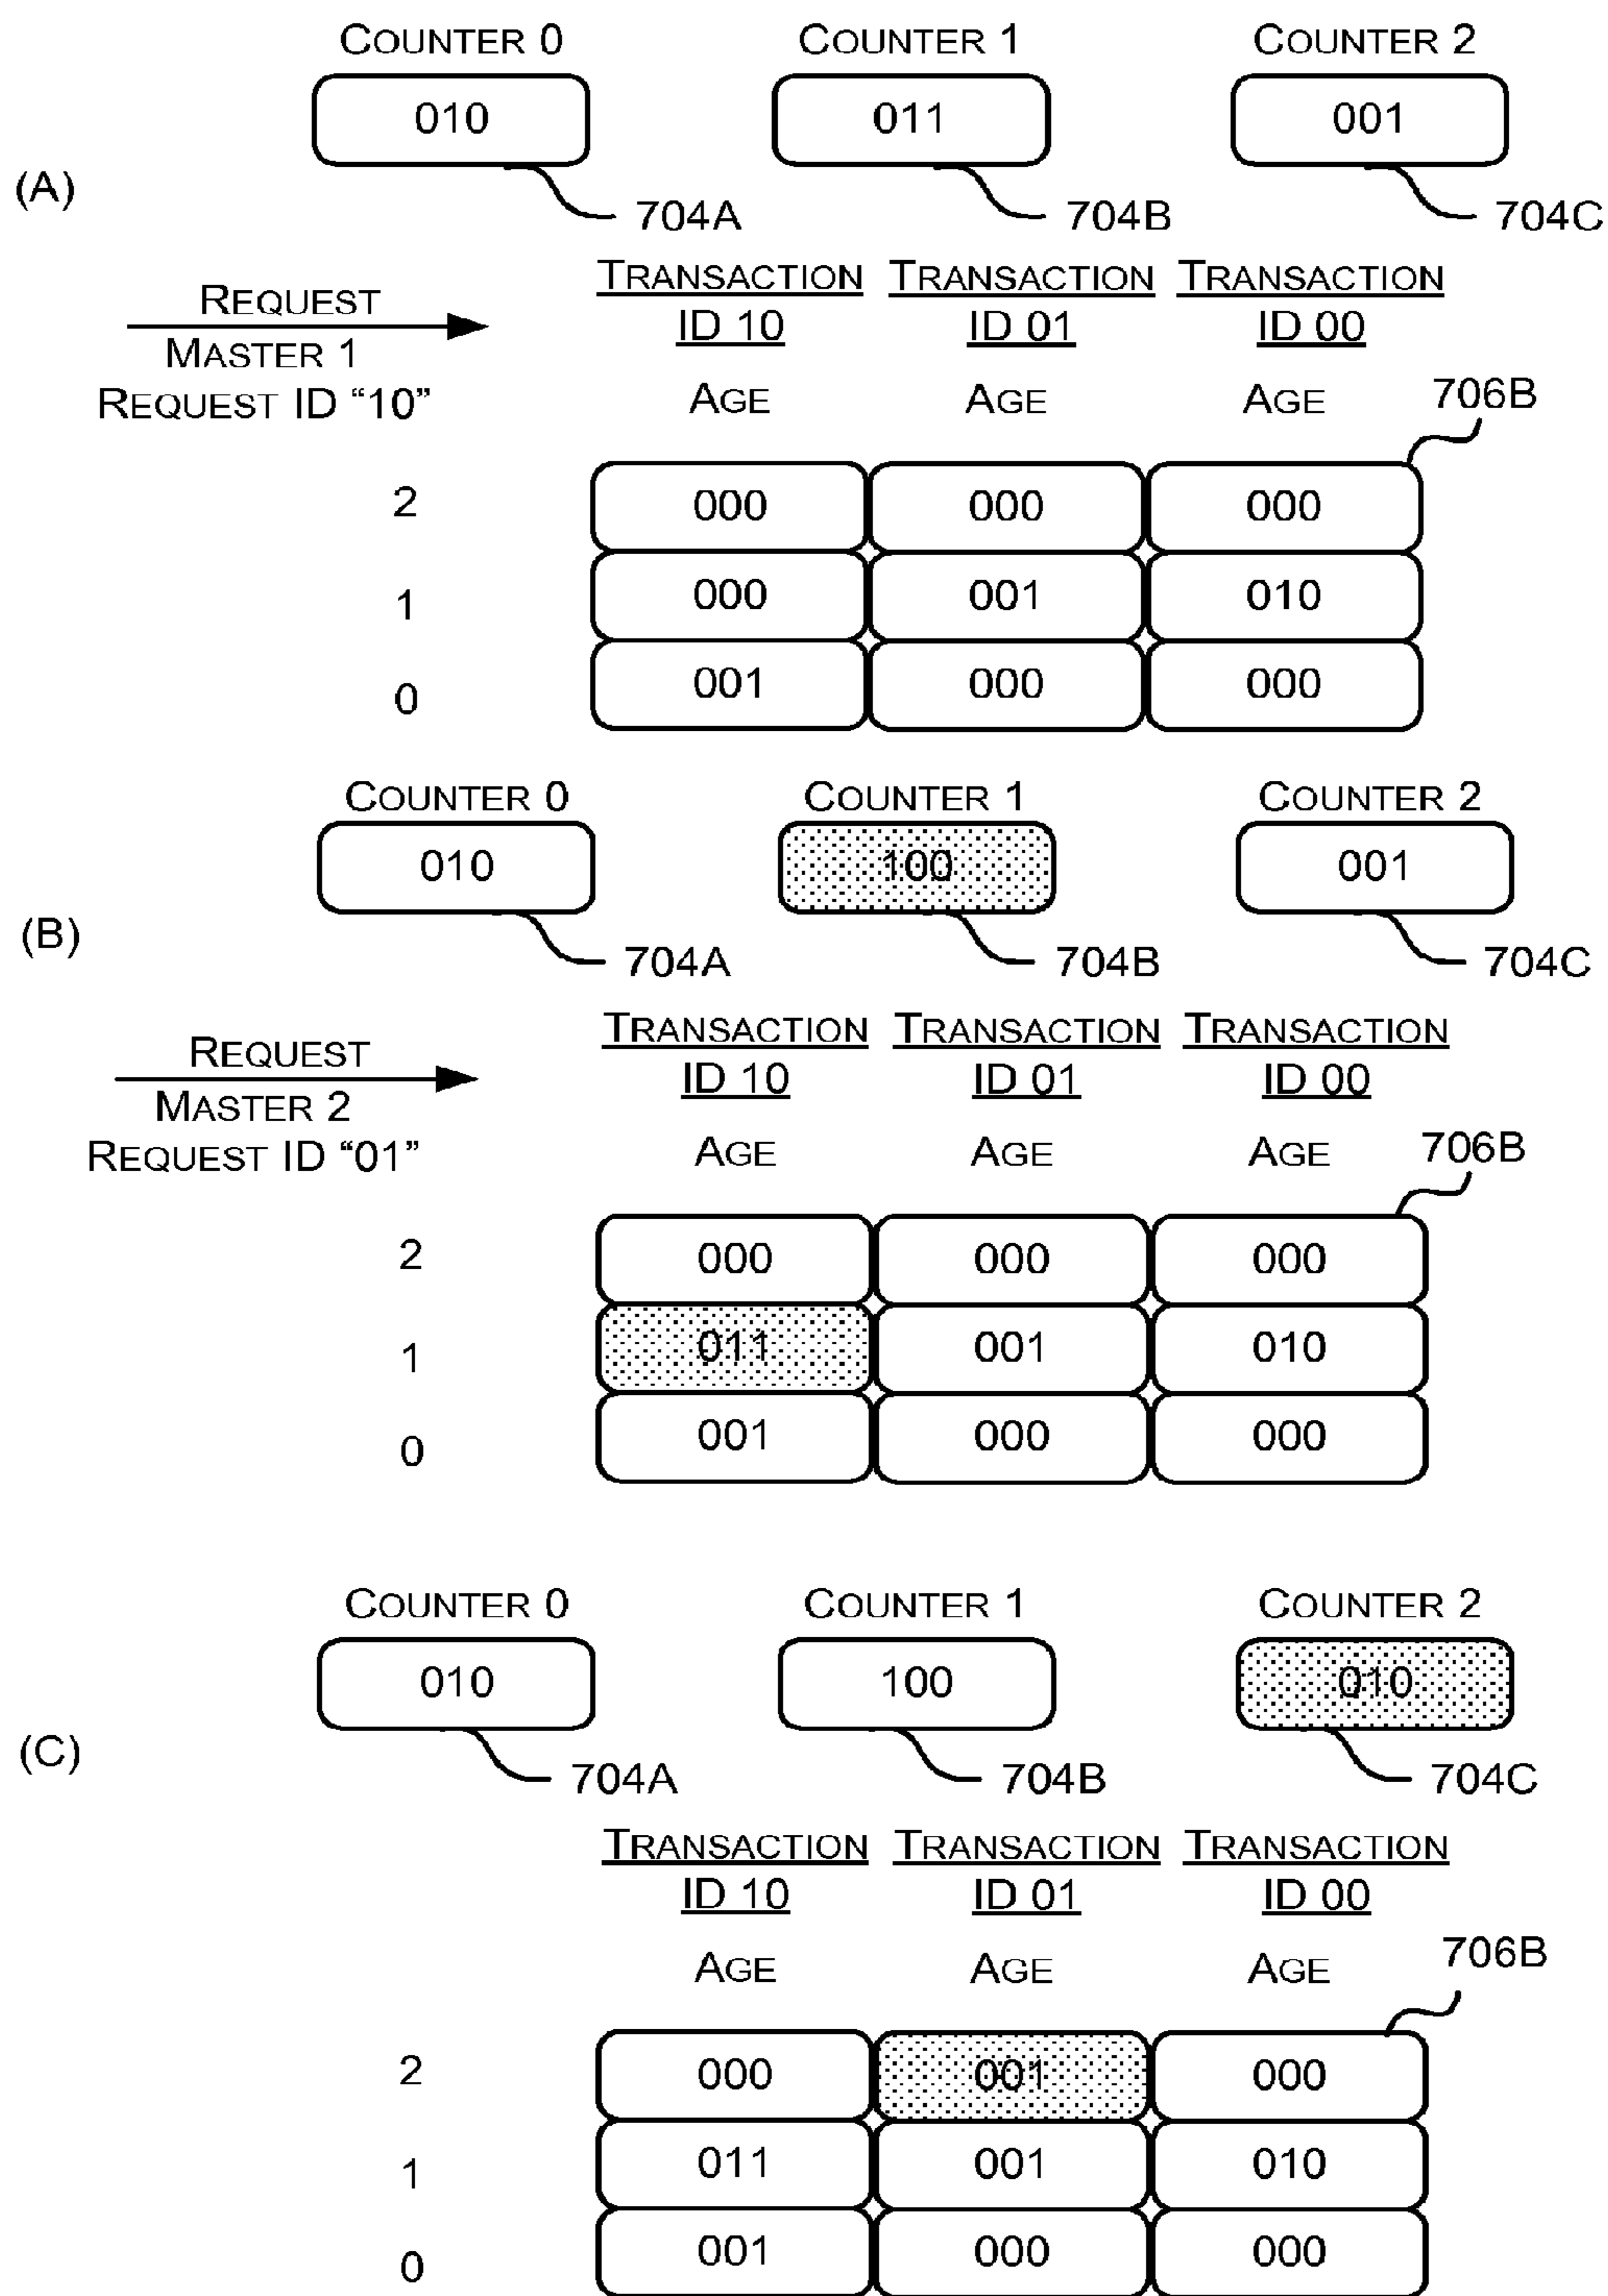 COUNTER 0 COUNTER 1 COUNTER 2
010 011 001
(A)
704A 704B 704C
REQUEST
MASTER 1
REQUEST ID “10”
TRANSACTION TRANSACTION TRANSACTION
ID 10 ID 01 ID 00
AGE AGE AGE
706B
2 000 000 000
1 000 001 010
0 001 000 000
COUNTER 0 COUNTER 1 COUNTER 2
010 100 001
(B)
704A 704B 704C
REQUEST
MASTER 2
REQUEST ID “01”
TRANSACTION TRANSACTION TRANSACTION
ID 10 ID 01 ID 00
AGE AGE AGE
706B
2 000 000 000
1 011 001 010
0 001 000 000
COUNTER 0 COUNTER 1 COUNTER 2
010 100 010
(C)
704A 704B 704C
TRANSACTION TRANSACTION TRANSACTION
ID 10 ID 01 ID 00
AGE AGE AGE
706B
2 000 001 000
1 011 001 010
0 001 000 000